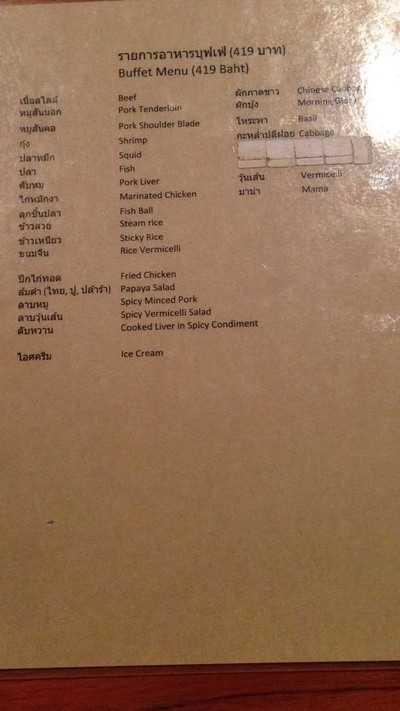 รายการอาหารบุฟเฟ่ (419 บาท)
Buffet Menu (419 Baht)
เนื้อสไลด์ Beef
หมูสันนอก Pork Tenderloin
หมูสันคอ Pork Shoulder Blade
กุ้ง Shrimp
ปลาหมึก Squid
ปลา Fish
ตับหมู Pork Liver
ไก่หมักงา Marinated Chicken
ลูกชิ้นปลา Fish Ball
ข้าวสวย Steam rice
ข้าวเหนียว Sticky Rice
ขนมจีน Rice Vermicelli
ปีกไก่ทอด Fried Chicken
ส้มตำ (ไทย, ปู, ปลาร้า) Papaya Salad
ลาบหมู Spicy Minced Pork
ลาบวุ้นเส้น Spicy Vermicelli Salad
ตับหวาน Cooked Liver in Spicy Condiment
ไอศครีม Ice Cream
ผักกาดขาว Chinese
ผักบุ้ง Morning Glory
โหระพา Basil
กะหล่ำปลีฝอย Cabbage
วุ้นเส้น Vermicelli
มาม่า Mama